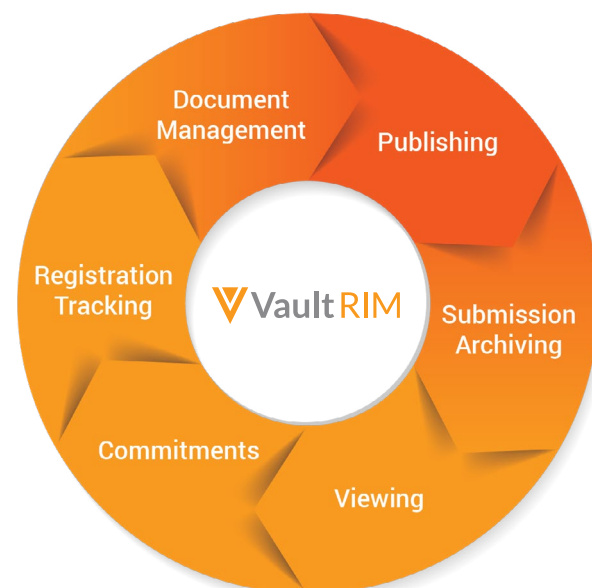 Document
Management
Publishing
Registration
Tracking
Vault RIM
Submission
Archiving
Commitments
Viewing